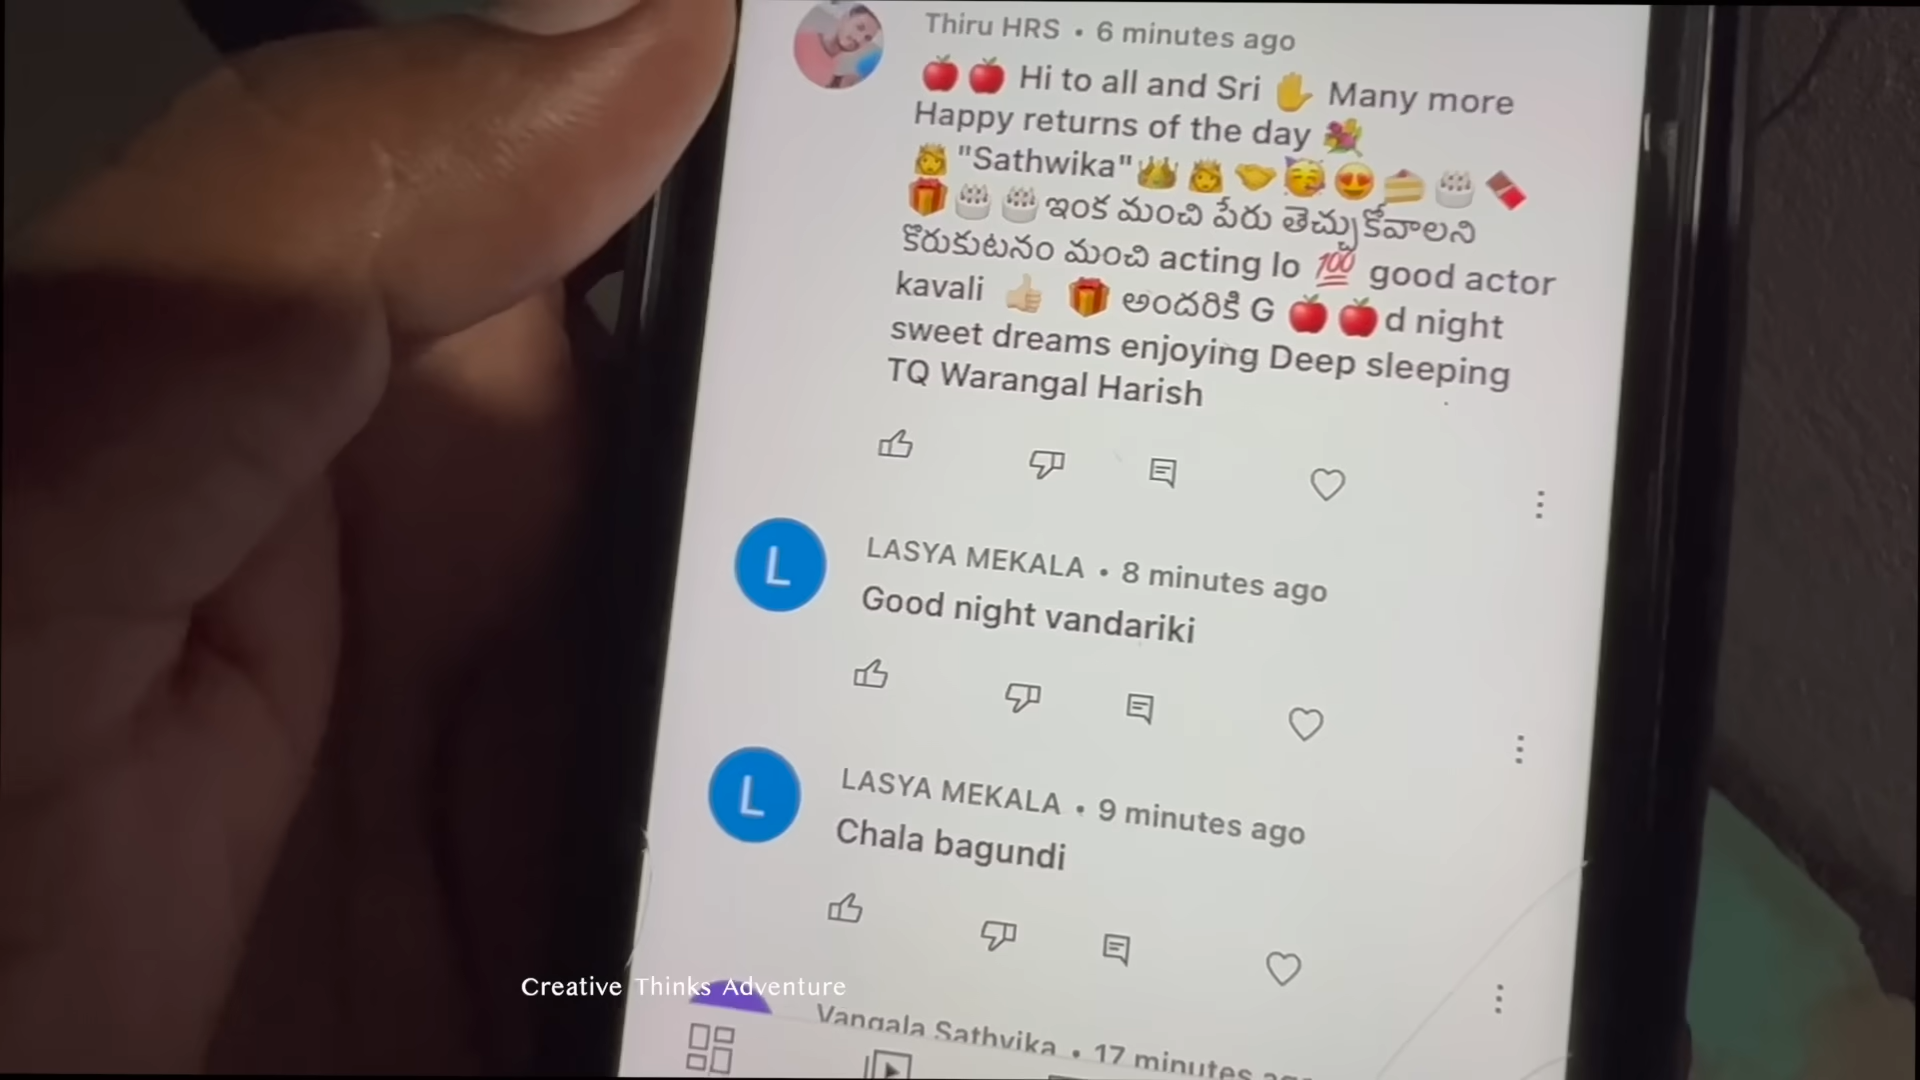 Thiru HRS • 6 minutes ago
🍎🍎 Hi to all and Sri ✋ Many more
Happy returns of the day 💐
👸 "Sathwika" 👑👸🤝🥳😍🍰🎂🍫
🎁🎂🎂 ఇంక మంచి పేరు తెచ్చుకోవాలని
కొరుకుటనం మంచి acting lo 💯 good actor
kavali 👍🏻 🎁 అందరికి G 🍎🍎d night
sweet dreams enjoying Deep sleeping
TQ Warangal Harish
L
LASYA MEKALA • 8 minutes ago
Good night vandariki
L
LASYA MEKALA • 9 minutes ago
Chala bagundi
Creative Thinks Adventure
Vangala Sathvika • 17 minutes ago